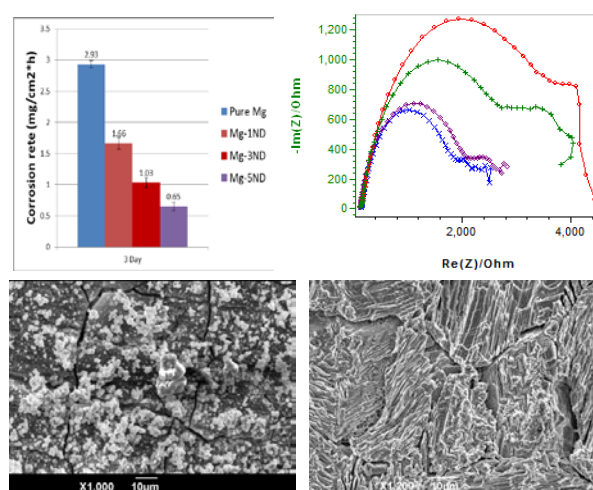 Corrosion rete (mg/cm2*h)
3.5
3
2.5
2
1.5
1
0.5
0
2.93
1.66
1.03
0.65
3 Day
Pure Mg
Mg-1ND
Mg-3ND
Mg-5ND
-Im(Z)/Ohm
1,200
1,000
800
600
400
200
0
2,000
4,000
Re(Z)/Ohm
X1,000 10µm
X1,200 10µm